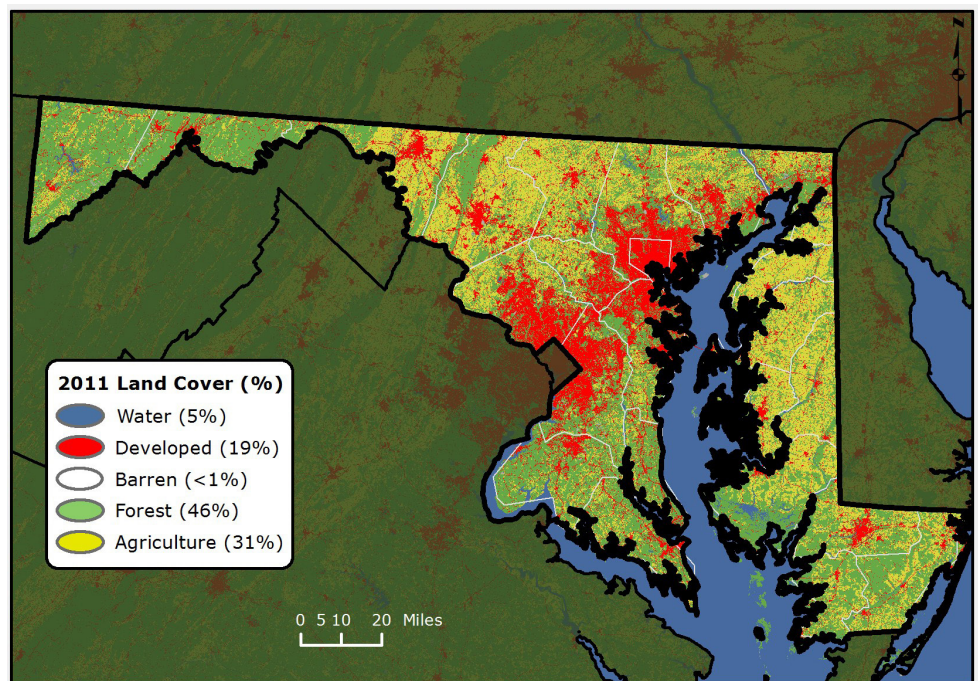 N
2011 Land Cover (%)
Water (5%)
Developed (19%)
Barren (<1%)
Forest (46%)
Agriculture (31%)
0 5 10 20 Miles